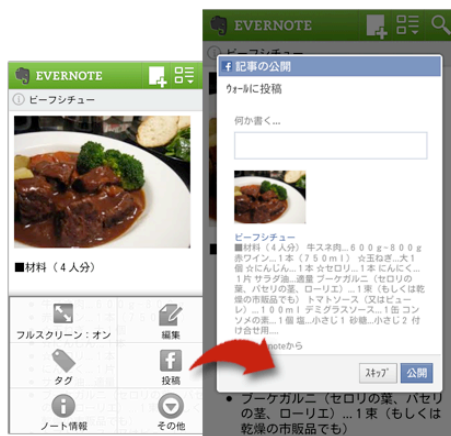 EVERNOTE
ビーフシチュー
■材料（４人分）
フルスクリーン：オン
編集
タグ
投稿
ノート情報
その他
EVERNOTE
ビーフシチュー
記事の公開
ウォールに投稿
何か書く...
ビーフシチュー
■材料（４人分） 牛スネ肉…６００ｇ~８００ｇ
赤ワイン…１本（７５０ｍｌ） ☆玉ねぎ…大１
個 ☆にんじん…１本 ☆セロリ…１本 にんにく…
１片 サラダ油…適量 ブーケガルニ（セロリの
葉、パセリの茎、ローリエ）…１束（もしくは乾
燥の市販品でも） トマトソース（又はピュー
レ）…１００ｍｌ デミグラスソース…１缶 コン
ソメの素…１個 塩…小さじ１ 砂糖…小さじ２ 付
け合せ用....
noteから
スキップ
公開
● ブーケガルニ（セロリの葉、パセリ
の茎、ローリエ）…１束（もしくは
乾燥の市販品でも）